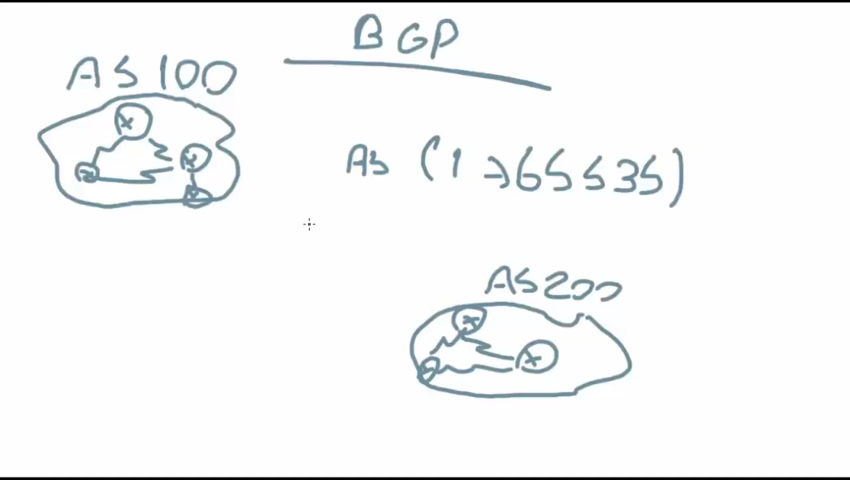 BGP
AS 100
AS (1 → 65535)
AS200